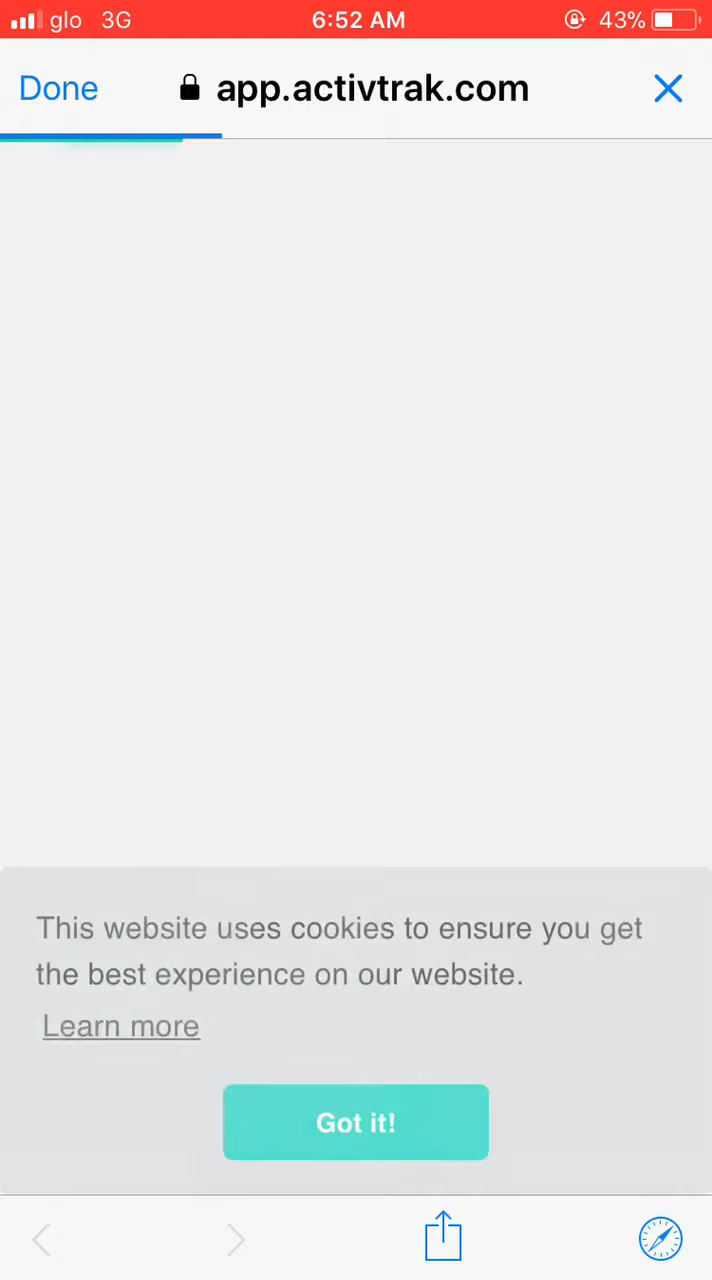 glo 3G 6:52 AM 43%
Done app.activtrak.com
This website uses cookies to ensure you get
the best experience on our website.
Learn more
Got it!